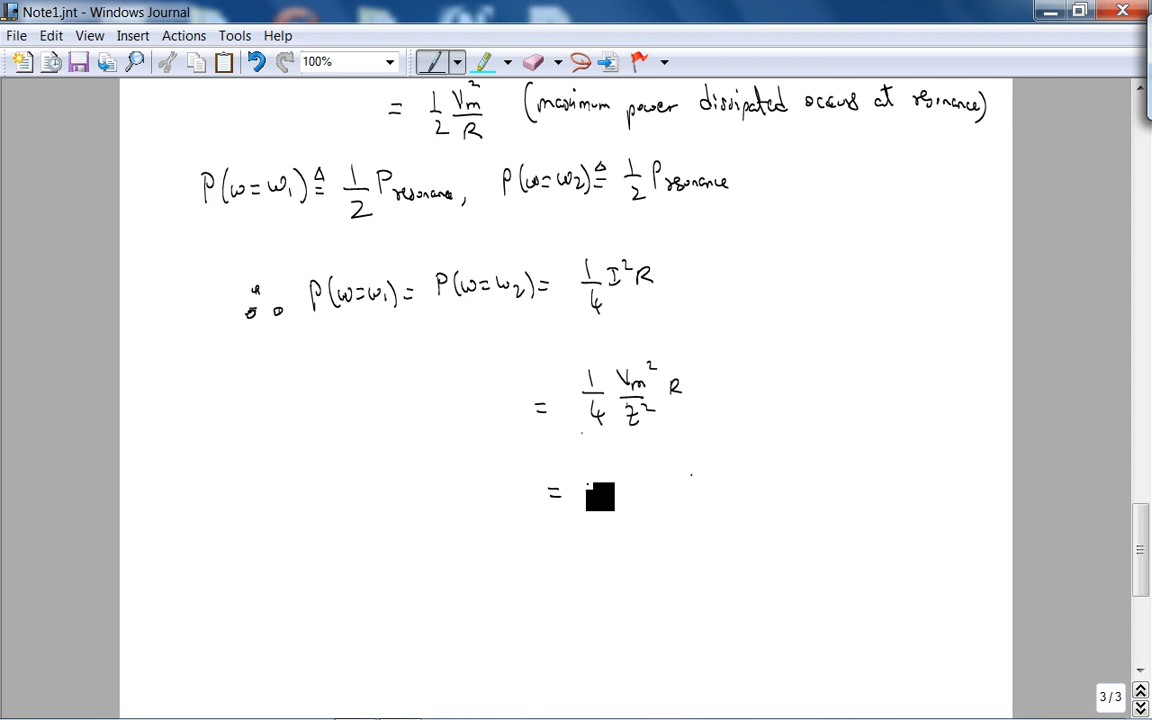 Note1.jnt - Windows Journal
File Edit View Insert Actions Tools Help
100%
= 1/2 Vm²/R (maximum power dissipated occurs at resonance)
P(ω=ω1) ≜ 1/2 Presonance, P(ω=ω2) ≜ 1/2 Presonance
∴ P(ω=ω1) = P(ω=ω2) = 1/4 I²R
= 1/4 Vm²/Z² R
=
3/3